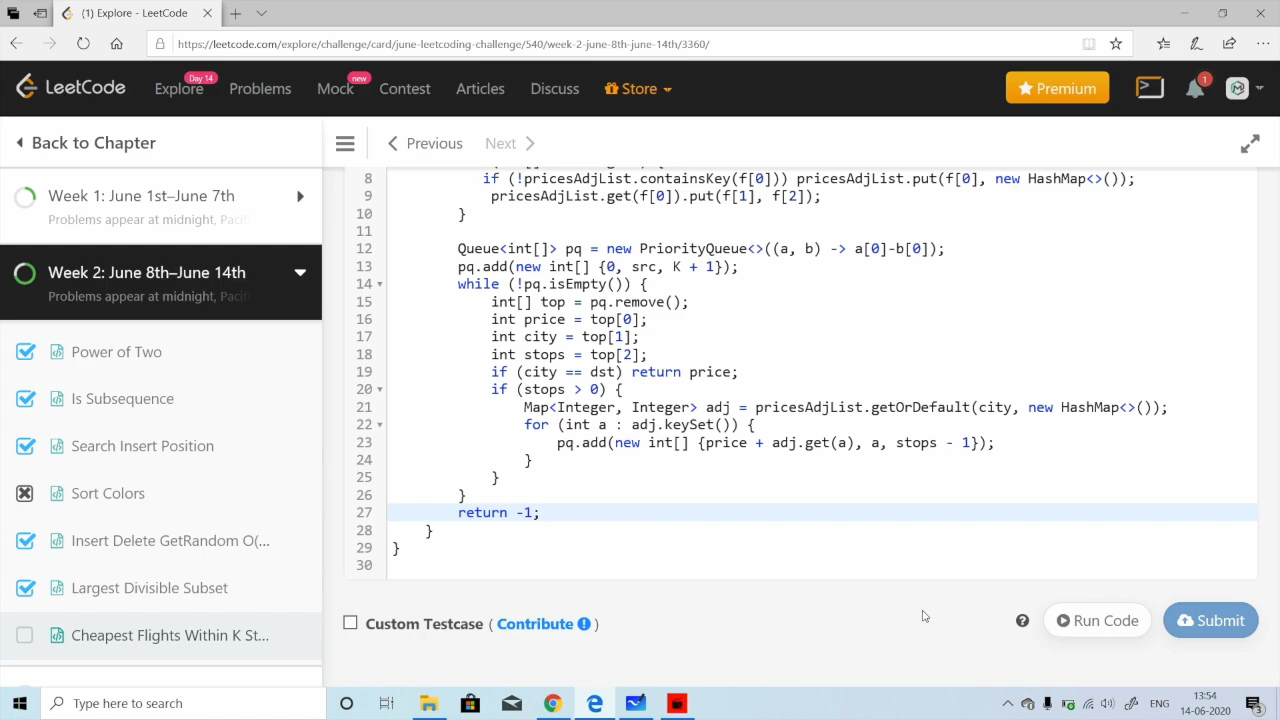 (1) Explore - LeetCode
https://leetcode.com/explore/challenge/card/june-leetcoding-challenge/540/week-2-june-8th-june-14th/3360/
LeetCode
Explore
Day 14
Problems
Mock
new
Contest
Articles
Discuss
Store
Premium
1
Back to Chapter
Previous
Next
Week 1: June 1st–June 7th
Problems appear at midnight, Pacif
Week 2: June 8th–June 14th
Problems appear at midnight, Pacif
Power of Two
Is Subsequence
Search Insert Position
Sort Colors
Insert Delete GetRandom O(...
Largest Divisible Subset
Cheapest Flights Within K St...
8 if (!pricesAdjList.containsKey(f[0])) pricesAdjList.put(f[0], new HashMap<>());
9 pricesAdjList.get(f[0]).put(f[1], f[2]);
10 }
11
12 Queue<int[]> pq = new PriorityQueue<>((a, b) -> a[0]-b[0]);
13 pq.add(new int[] {0, src, K + 1});
14 while (!pq.isEmpty()) {
15 int[] top = pq.remove();
16 int price = top[0];
17 int city = top[1];
18 int stops = top[2];
19 if (city == dst) return price;
20 if (stops > 0) {
21 Map<Integer, Integer> adj = pricesAdjList.getOrDefault(city, new HashMap<>());
22 for (int a : adj.keySet()) {
23 pq.add(new int[] {price + adj.get(a), a, stops - 1});
24 }
25 }
26 }
27 return -1;
28 }
29 }
30
Custom Testcase ( Contribute )
Run Code
Submit
Type here to search
ENG
13:54
14-06-2020
3